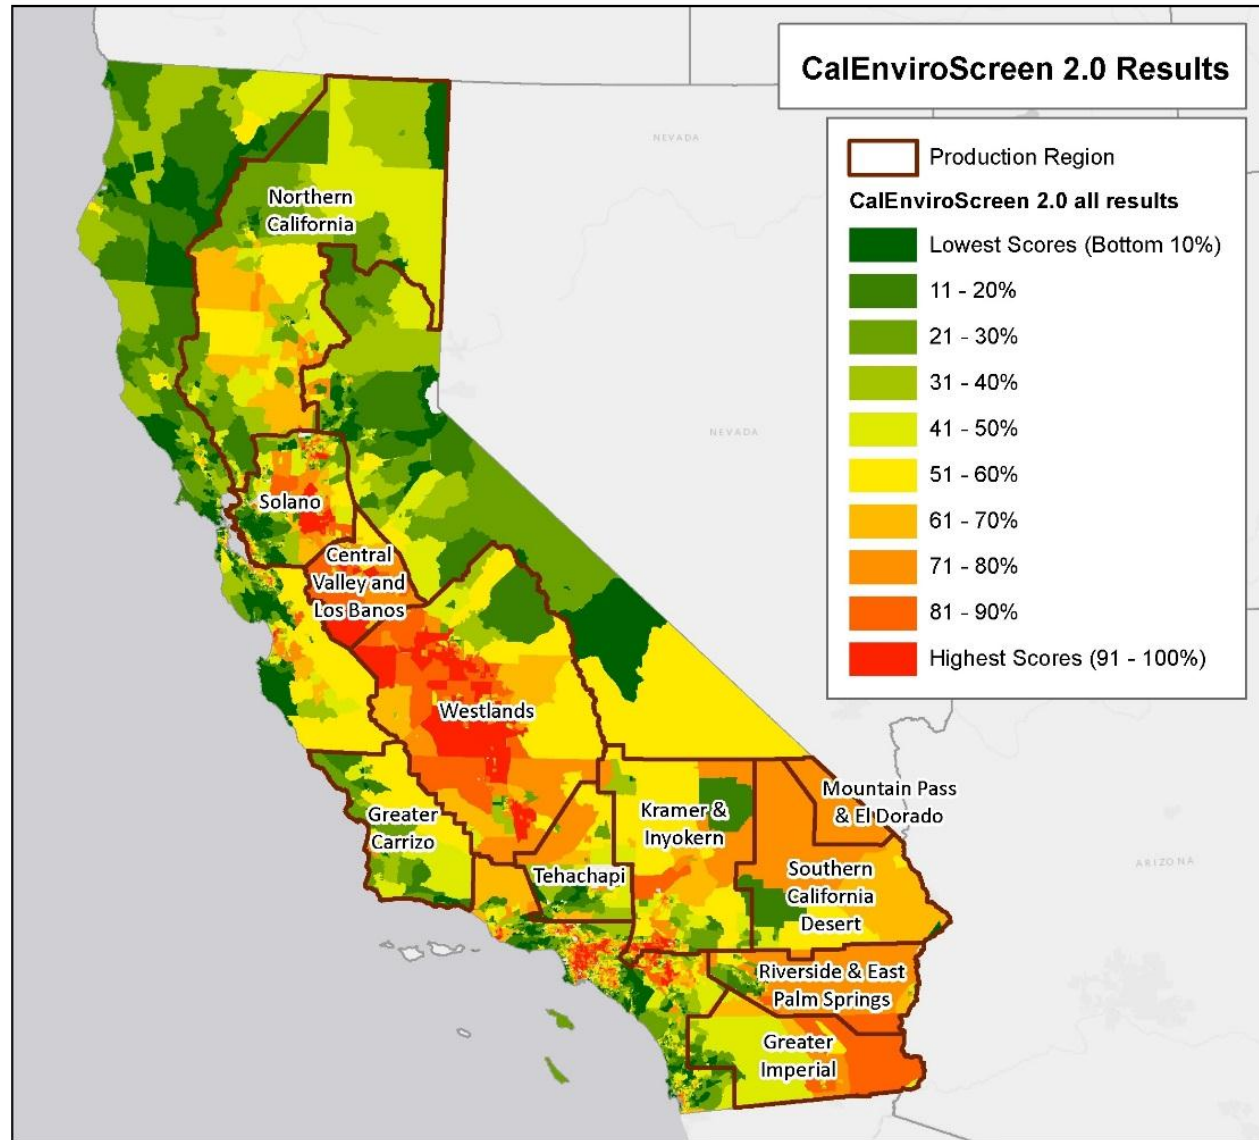 CalEnviroScreen 2.0 Results
Production Region
CalEnviroScreen 2.0 all results
Lowest Scores (Bottom 10%)
11 - 20%
21 - 30%
31 - 40%
41 - 50%
51 - 60%
61 - 70%
71 - 80%
81 - 90%
Highest Scores (91 - 100%)
NEVADA
NEVADA
ARIZONA
Northern
California
Solano
Central
Valley and
Los Banos
Westlands
Greater
Carrizo
Tehachapi
Kramer &
Inyokern
Mountain Pass
& El Dorado
Southern
California
Desert
Riverside & East
Palm Springs
Greater
Imperial